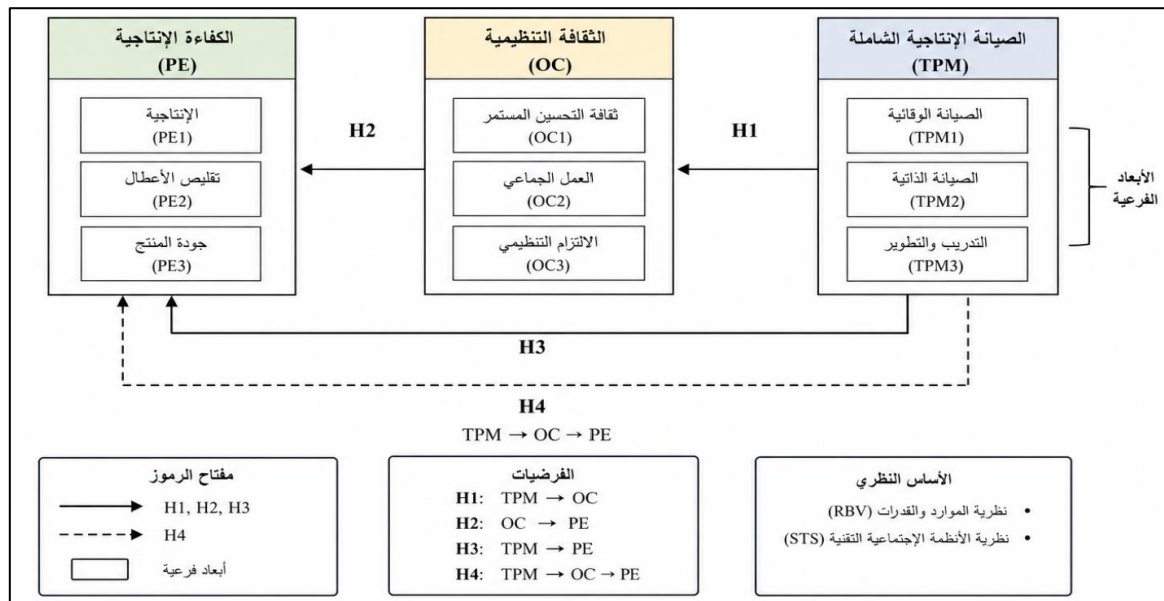 الصيانة الإنتاجية الشاملة
(TPM)
الصيانة الوقائية
(TPM1)
الصيانة الذاتية
(TPM2)
التدريب والتطوير
(TPM3)
الأبعاد
الفرعية
H1
الثقافة التنظيمية
(OC)
ثقافة التحسين المستمر
(OC1)
العمل الجماعي
(OC2)
الالتزام التنظيمي
(OC3)
H2
الكفاءة الإنتاجية
(PE)
الإنتاجية
(PE1)
تقليص الأعطال
(PE2)
جودة المنتج
(PE3)
H3
H4
TPM → OC → PE
الأساس النظري
• نظرية الموارد والقدرات (RBV)
• نظرية الأنظمة الإجتماعية التقنية (STS)
الفرضيات
H1: TPM → OC
H2: OC → PE
H3: TPM → PE
H4: TPM → OC → PE
مفتاح الرموز
H1, H2, H3
H4
أبعاد فرعية